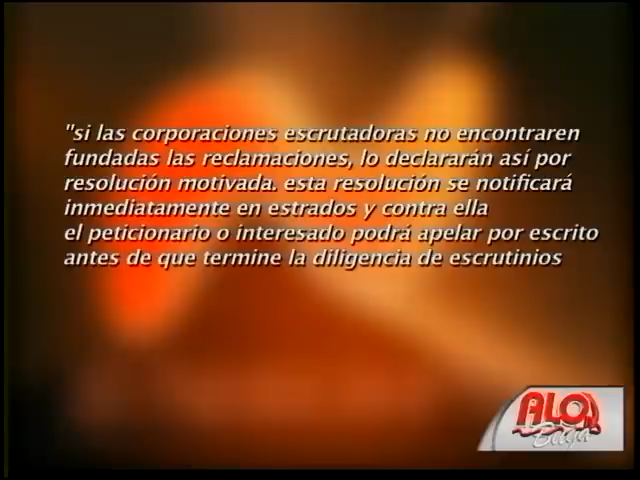 "si las corporaciones escrutadoras no encontraren
fundadas las reclamaciones, lo declararán así por
resolución motivada. esta resolución se notificará
inmediatamente en estrados y contra ella
el peticionario o interesado podrá apelar por escrito
antes de que termine la diligencia de escrutinios
ALO
Buga